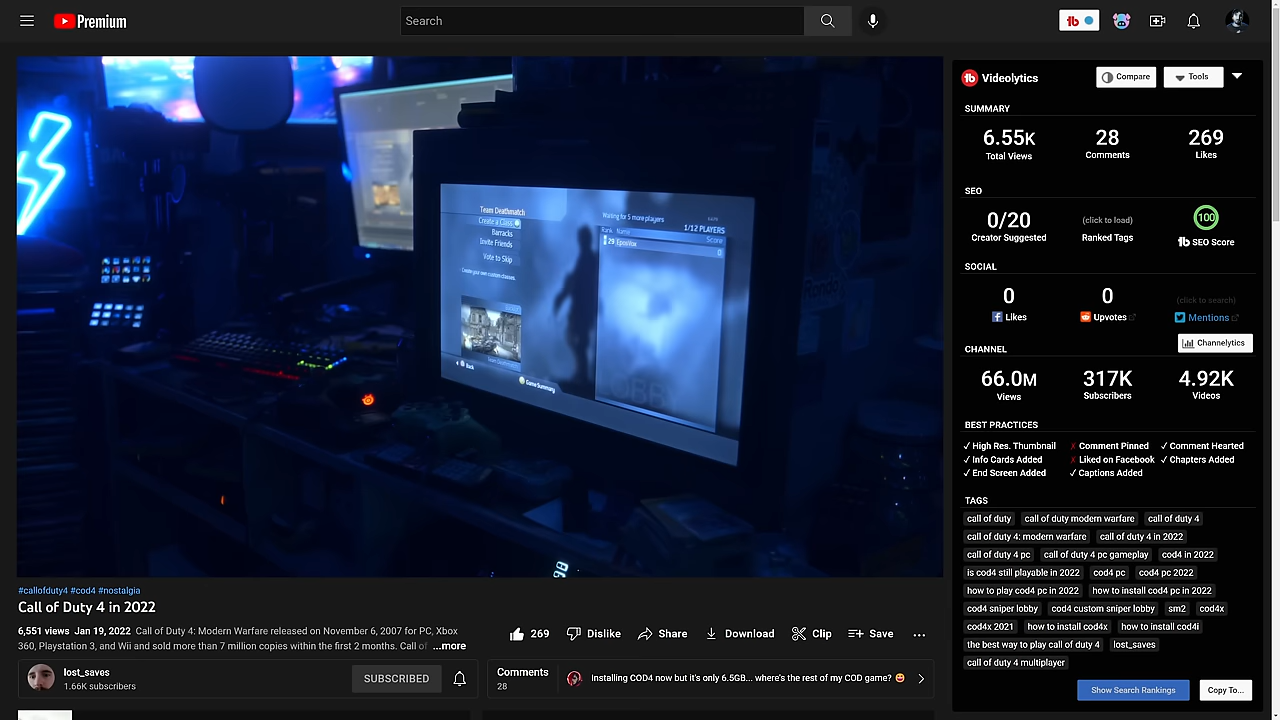 Premium
Search
Team Deathmatch
Create a Class
Barracks
Invite Friends
Vote to Skip
Create your own custom classes.
Back
Game Summary
Waiting for 5 more players
1/12 PLAYERS
Rank Name Score
29 EposVox 0
#callofduty4 #cod4 #nostalgia
Call of Duty 4 in 2022
6,551 views Jan 19, 2022 Call of Duty 4: Modern Warfare released on November 6, 2007 for PC, Xbox
360, Playstation 3, and Wii and sold more than 7 million copies within the first 2 months. Call of ...more
269 Dislike Share Download Clip Save
lost_saves
1.66K subscribers
SUBSCRIBED
Comments
28
Installing COD4 now but it's only 6.5GB... where's the rest of my COD game? 😀
Videolytics
Compare Tools
SUMMARY
6.55K 28 269
Total Views Comments Likes
SEO
0/20 (click to load) 100
Creator Suggested Ranked Tags SEO Score
SOCIAL
0 0 (click to search)
Likes Upvotes Mentions
Channelytics
CHANNEL
66.0M 317K 4.92K
Views Subscribers Videos
BEST PRACTICES
✓ High Res. Thumbnail ✗ Comment Pinned ✓ Comment Hearted
✓ Info Cards Added ✗ Liked on Facebook ✓ Chapters Added
✓ End Screen Added ✓ Captions Added
TAGS
call of duty call of duty modern warfare call of duty 4
call of duty 4: modern warfare call of duty 4 in 2022
call of duty 4 pc call of duty 4 pc gameplay cod4 in 2022
is cod4 still playable in 2022 cod4 pc cod4 pc 2022
how to play cod4 pc in 2022 how to install cod4 pc in 2022
cod4 sniper lobby cod4 custom sniper lobby sm2 cod4x
cod4x 2021 how to install cod4x how to install cod4i
the best way to play call of duty 4 lost_saves
call of duty 4 multiplayer
Show Search Rankings Copy To...